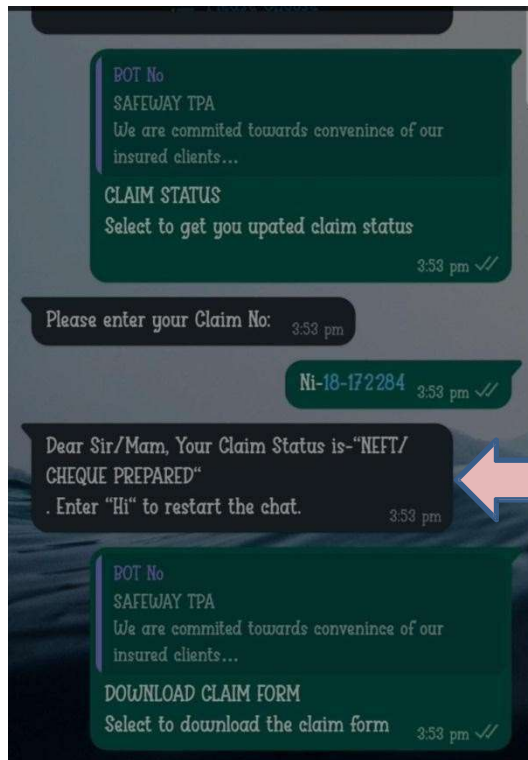 BOT No
SAFEWAY TPA
We are commited towards convenince of our
insured clients...
CLAIM STATUS
Select to get you upated claim status
3:53 pm
Please enter your Claim No:
3:53 pm
Ni-18-172284
3:53 pm
Dear Sir/Mam, Your Claim Status is-“NEFT/
CHEQUE PREPARED“
. Enter “Hi“ to restart the chat.
3:53 pm
BOT No
SAFEWAY TPA
We are commited towards convenince of our
insured clients...
DOWNLOAD CLAIM FORM
Select to download the claim form
3:53 pm